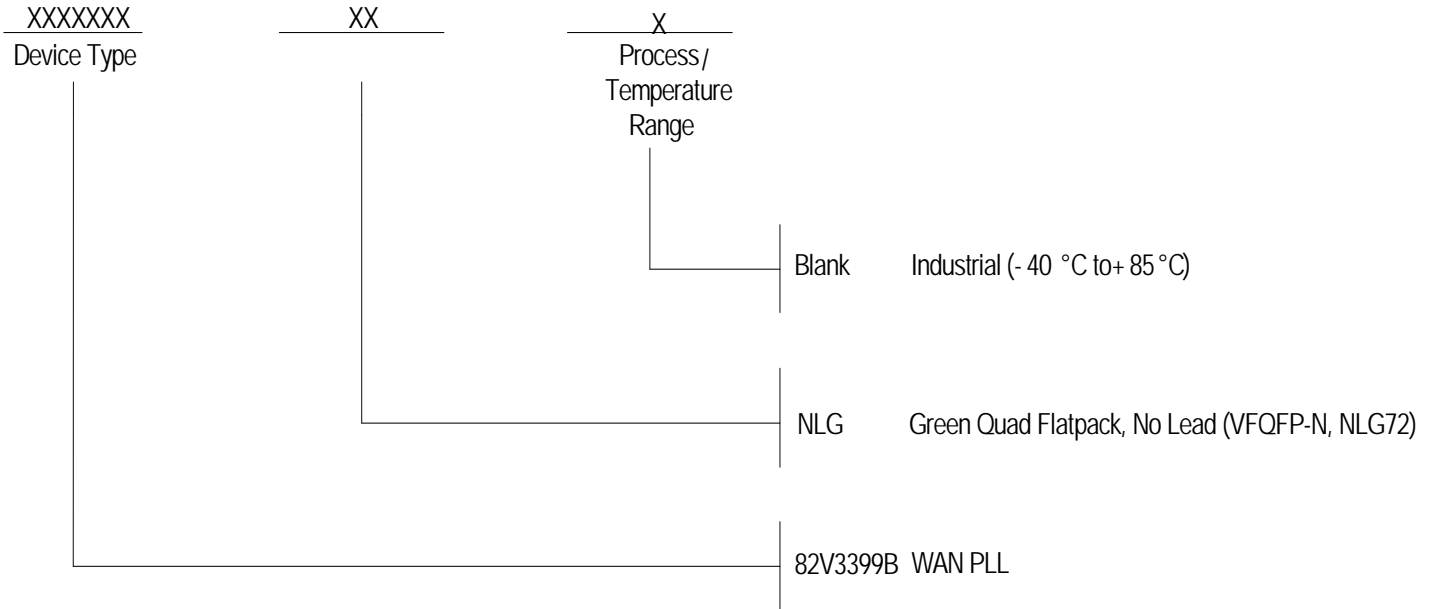 XXXXXXX XX X
Device Type Process/
Temperature
Range
Blank Industrial (- 40 °C to+ 85 °C)
NLG Green Quad Flatpack, No Lead (VFQFP-N, NLG72)
82V3399B WAN PLL